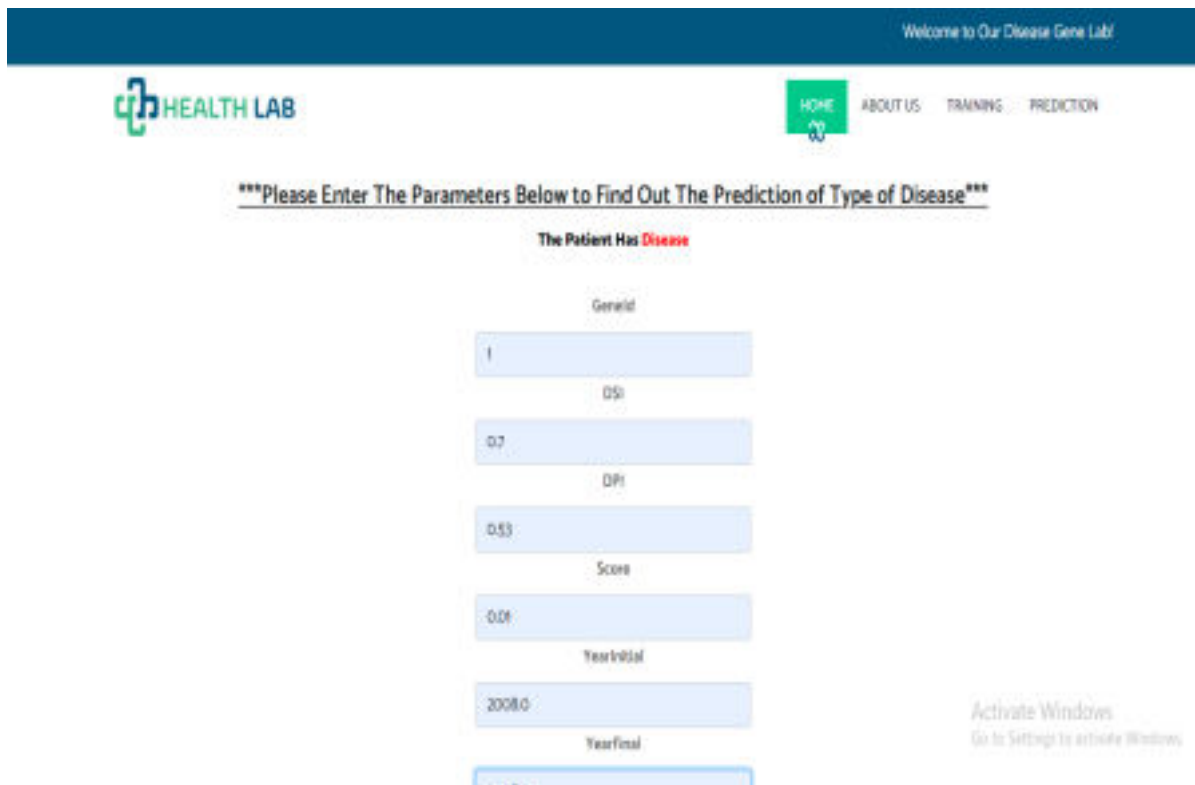 Welcome to Our Disease Gene Lab!
HEALTH LAB
HOME ABOUT US TRAINING PREDICTION
***Please Enter The Parameters Below to Find Out The Prediction of Type of Disease***
The Patient Has Disease
GeneId
1
DSI
0.7
DPI
0.53
Score
0.01
YearInitial
2008.0
YearFinal
Activate Windows
Go to Settings to activate Windows.